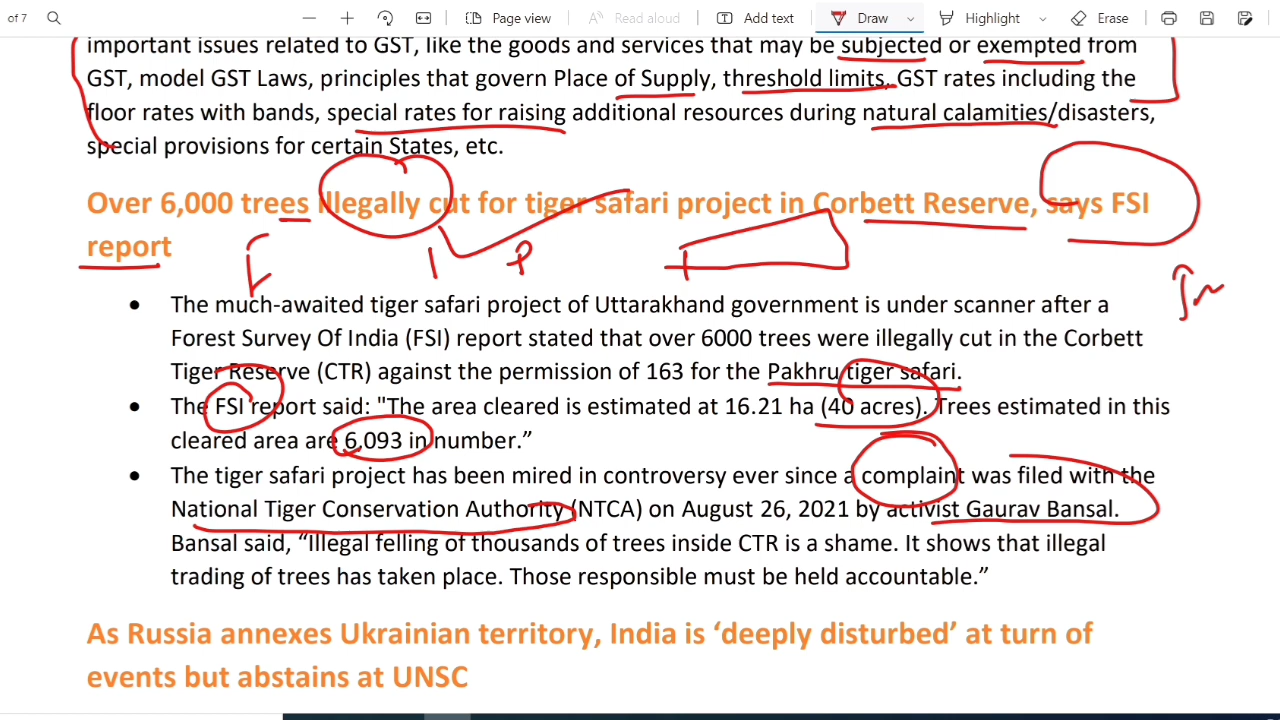 of 7
Page view
Read aloud
Add text
Draw
Highlight
Erase
important issues related to GST, like the goods and services that may be subjected or exempted from
GST, model GST Laws, principles that govern Place of Supply, threshold limits, GST rates including the
floor rates with bands, special rates for raising additional resources during natural calamities/disasters,
special provisions for certain States, etc.
Over 6,000 trees illegally cut for tiger safari project in Corbett Reserve, says FSI
report
• The much-awaited tiger safari project of Uttarakhand government is under scanner after a
Forest Survey Of India (FSI) report stated that over 6000 trees were illegally cut in the Corbett
Tiger Reserve (CTR) against the permission of 163 for the Pakhru tiger safari.
• The FSI report said: "The area cleared is estimated at 16.21 ha (40 acres). Trees estimated in this
cleared area are 6,093 in number.”
• The tiger safari project has been mired in controversy ever since a complaint was filed with the
National Tiger Conservation Authority (NTCA) on August 26, 2021 by activist Gaurav Bansal.
Bansal said, “Illegal felling of thousands of trees inside CTR is a shame. It shows that illegal
trading of trees has taken place. Those responsible must be held accountable.”
As Russia annexes Ukrainian territory, India is ‘deeply disturbed’ at turn of
events but abstains at UNSC